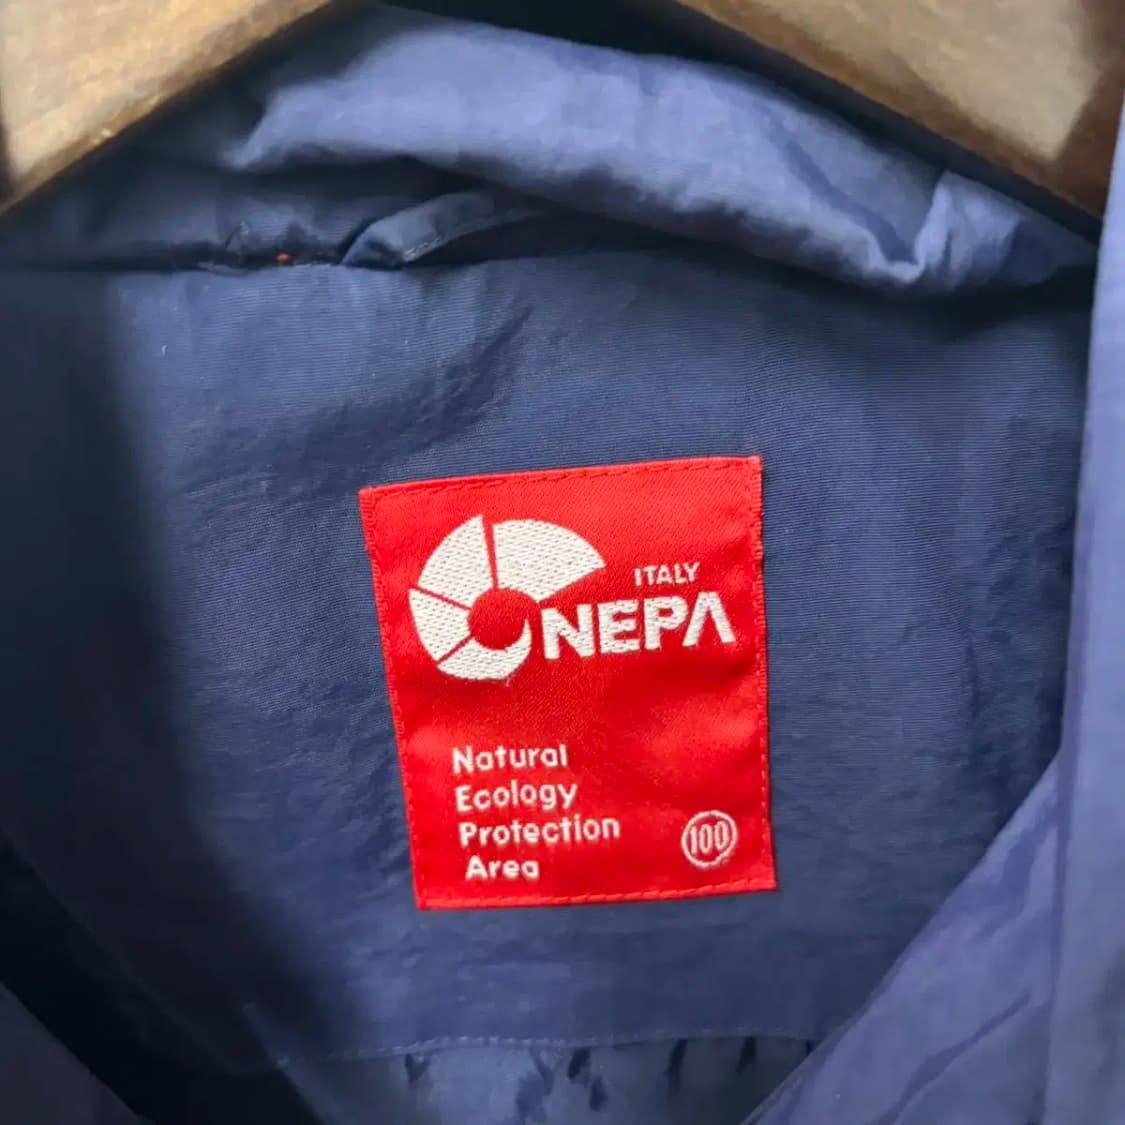 ITALY
NEPA
Natural
Ecology
Protection
Area
100